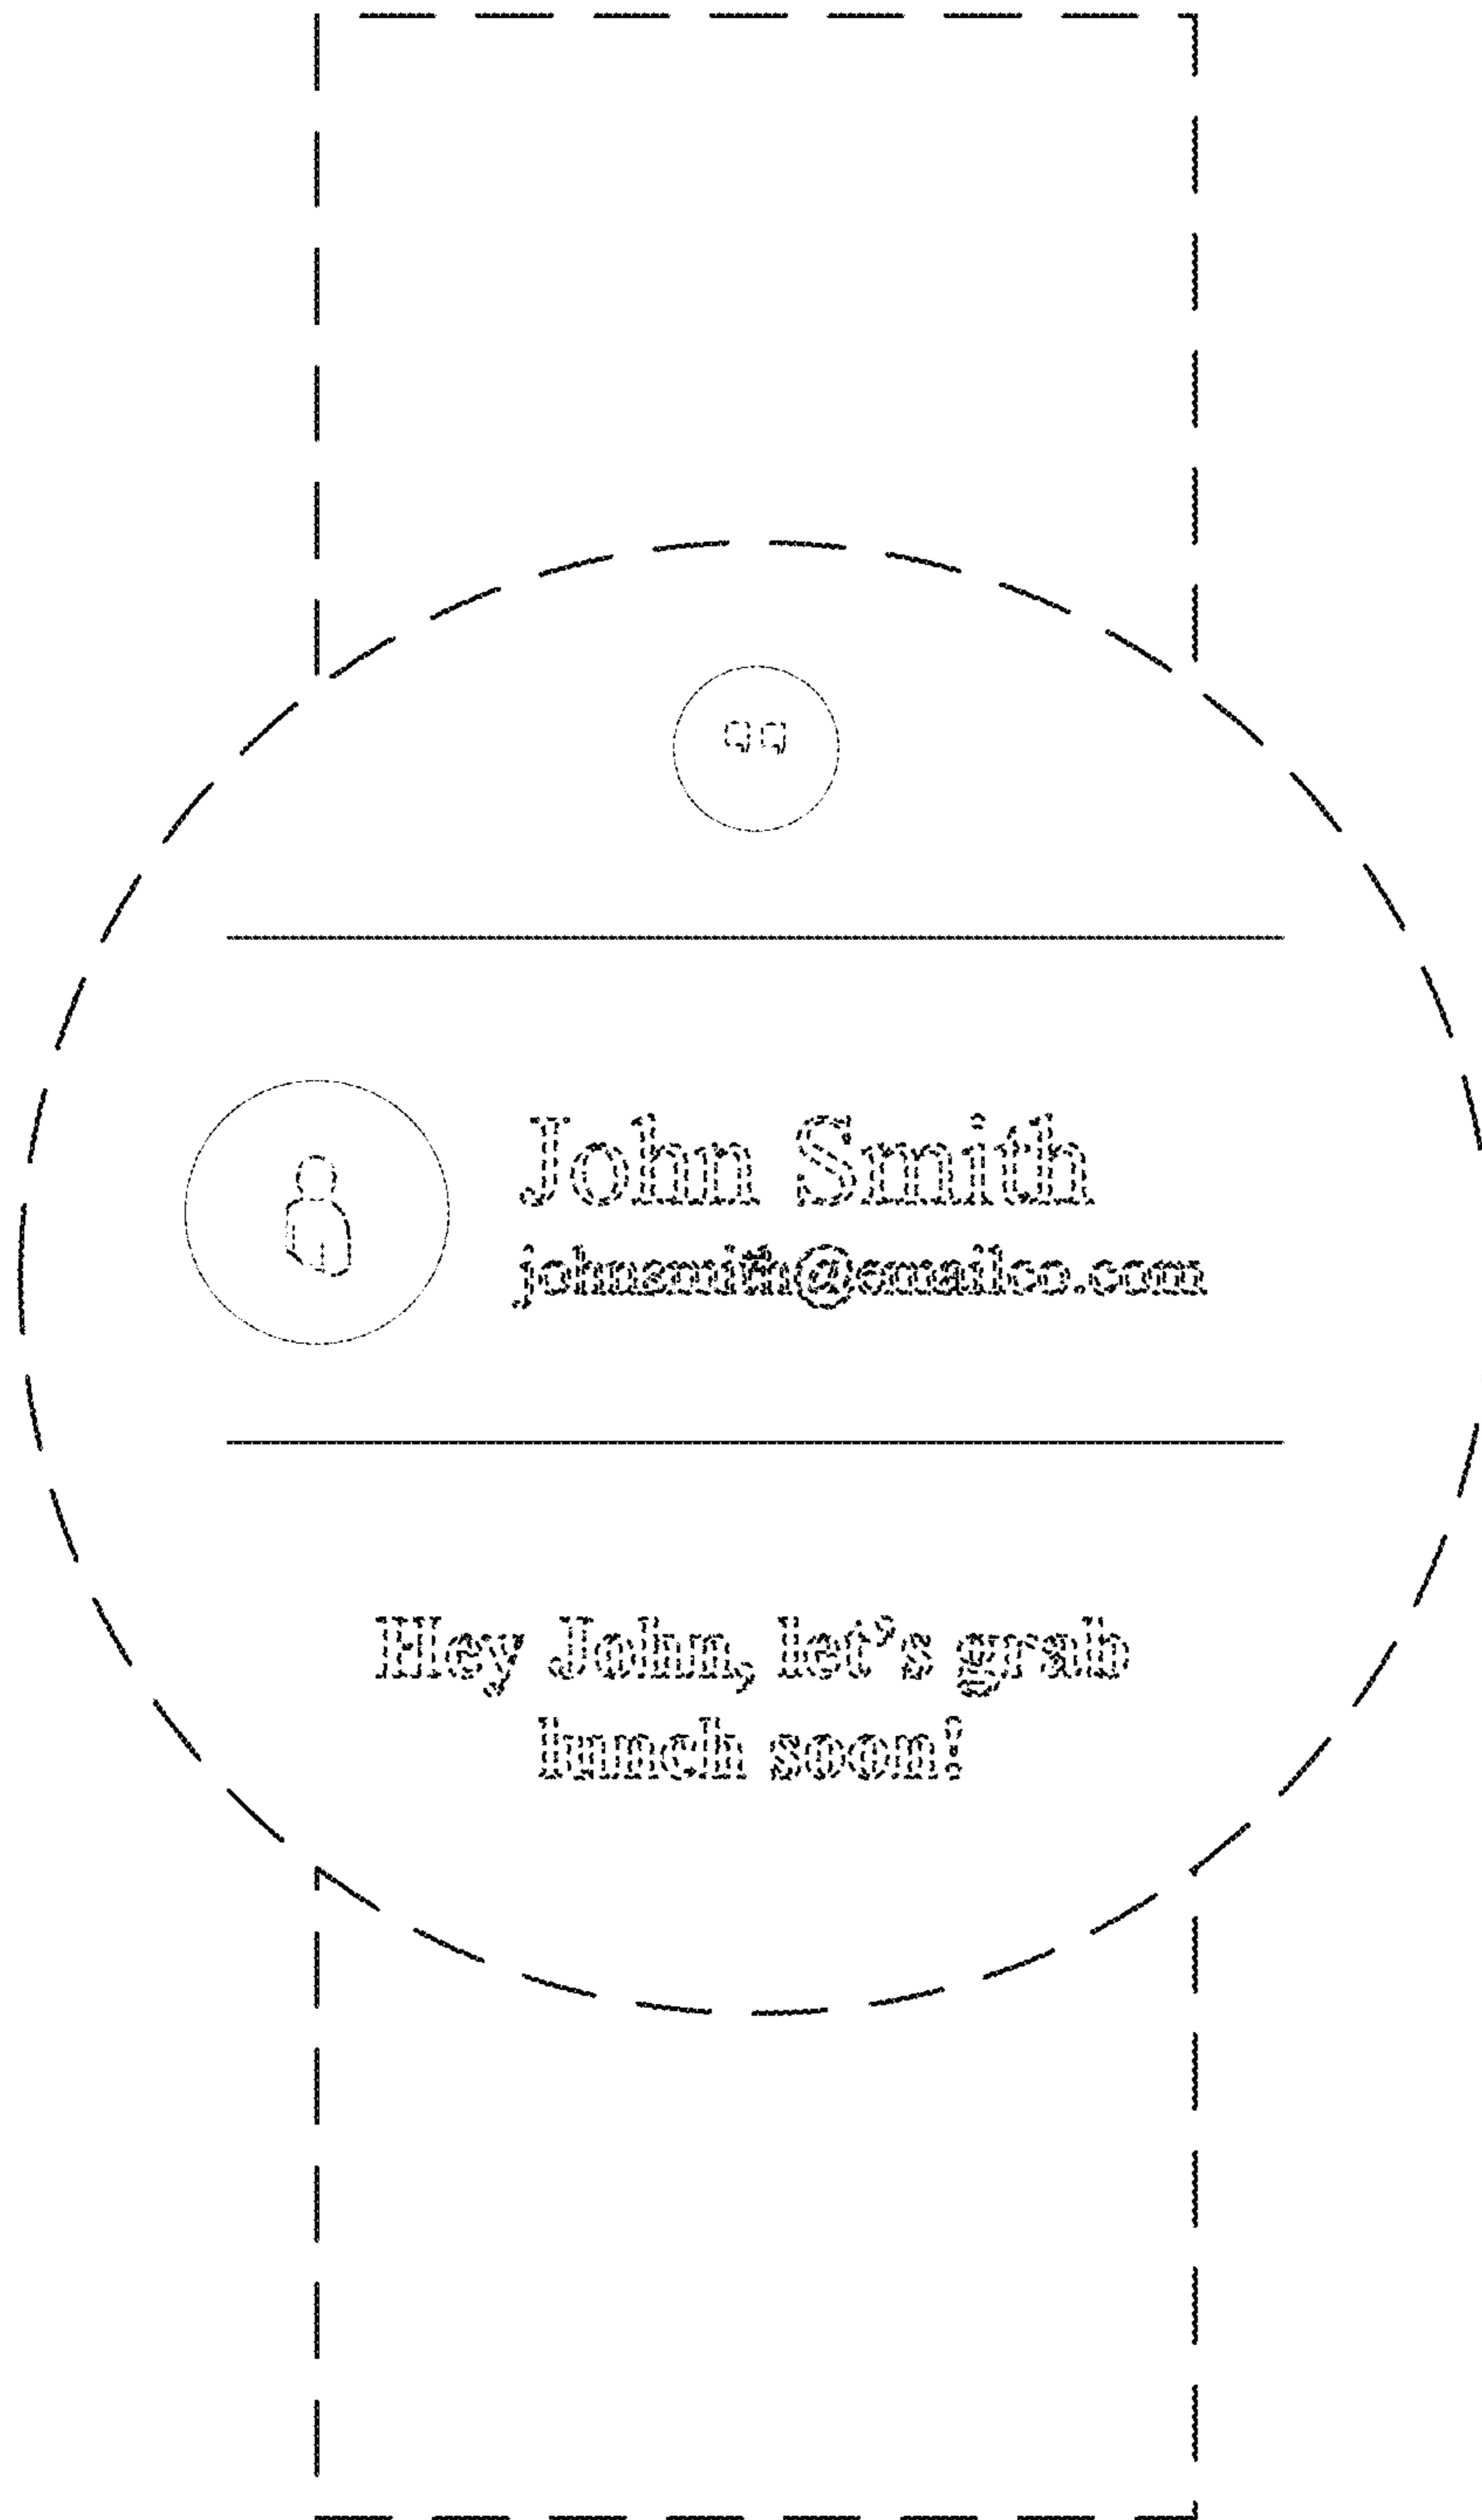 John Smith
johnsmith@emailco.com
Hey John, let’s grab
lunch soon!